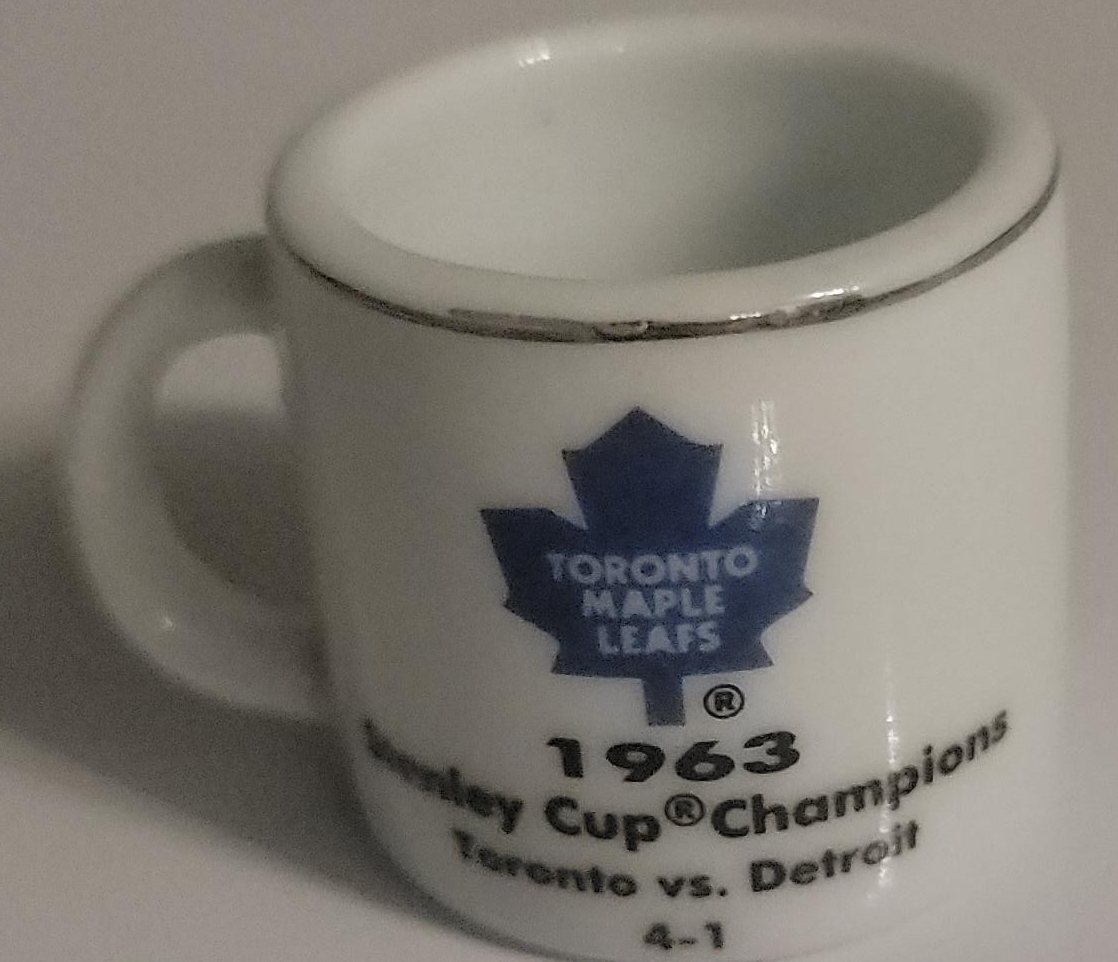 TORONTO
MAPLE
LEAFS
®
1963
Stanley Cup® Champions
Toronto vs. Detroit
4-1